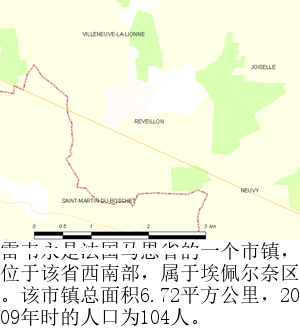 VILLENEUVE-LA-LIONNE
JOISELLE
REVEILLON
NEUVY
SAINT-MARTIN-DU-BOSCHET
0 0.5 1 2 3 km
雷韦永是法国马恩省的一个市镇，
位于该省西南部，属于埃佩尔奈区
。该市镇总面积6.72平方公里，20
09年时的人口为104人。